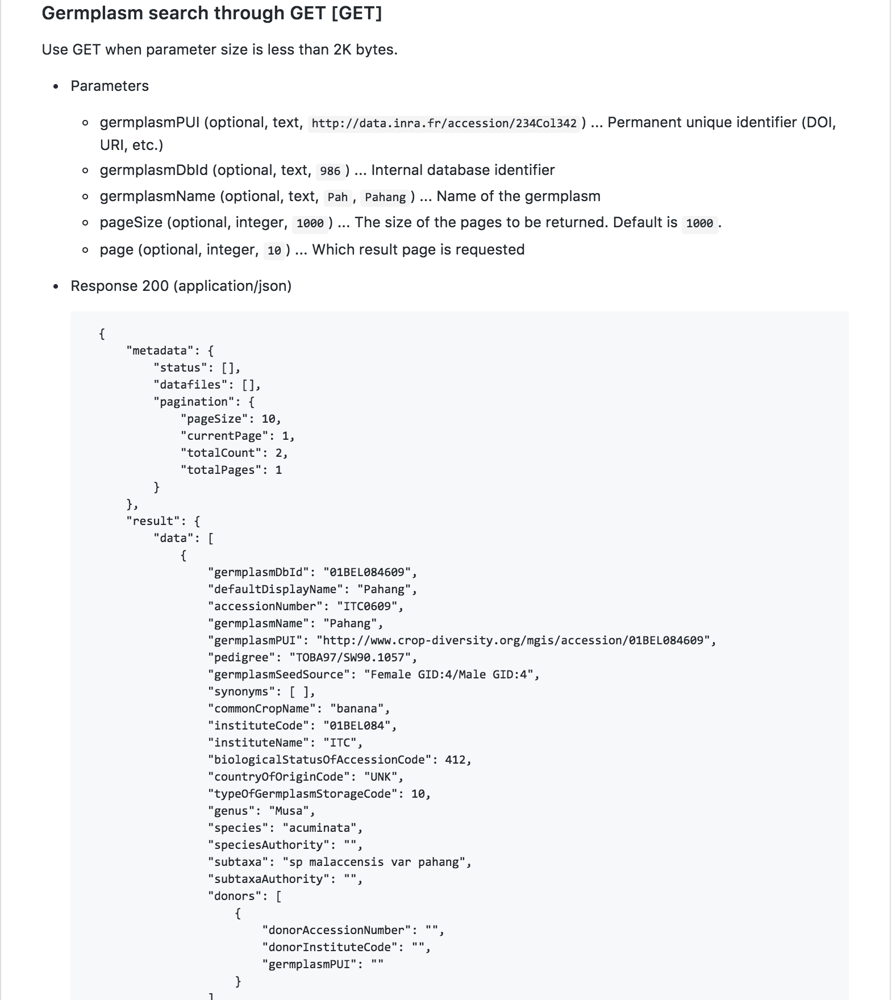 Germplasm search through GET [GET]
Use GET when parameter size is less than 2K bytes.
• Parameters
◦ germplasmPUI (optional, text, http://data.inra.fr/accession/234Col342 ) ... Permanent unique identifier (DOI,
URI, etc.)
◦ germplasmDbId (optional, text, 986 ) ... Internal database identifier
◦ germplasmName (optional, text, Pah , Pahang ) ... Name of the germplasm
◦ pageSize (optional, integer, 1000 ) ... The size of the pages to be returned. Default is 1000 .
◦ page (optional, integer, 10 ) ... Which result page is requested
• Response 200 (application/json)
{
"metadata": {
"status": [],
"datafiles": [],
"pagination": {
"pageSize": 10,
"currentPage": 1,
"totalCount": 2,
"totalPages": 1
}
},
"result": {
"data": [
{
"germplasmDbId": "01BEL084609",
"defaultDisplayName": "Pahang",
"accessionNumber": "ITC0609",
"germplasmName": "Pahang",
"germplasmPUI": "http://www.crop-diversity.org/mgis/accession/01BEL084609",
"pedigree": "TOBA97/SW90.1057",
"germplasmSeedSource": "Female GID:4/Male GID:4",
"synonyms": [ ],
"commonCropName": "banana",
"instituteCode": "01BEL084",
"instituteName": "ITC",
"biologicalStatusOfAccessionCode": 412,
"countryOfOriginCode": "UNK",
"typeOfGermplasmStorageCode": 10,
"genus": "Musa",
"species": "acuminata",
"speciesAuthority": "",
"subtaxa": "sp malaccensis var pahang",
"subtaxaAuthority": "",
"donors": [
{
"donorAccessionNumber": "",
"donorInstituteCode": "",
"germplasmPUI": ""
}
]